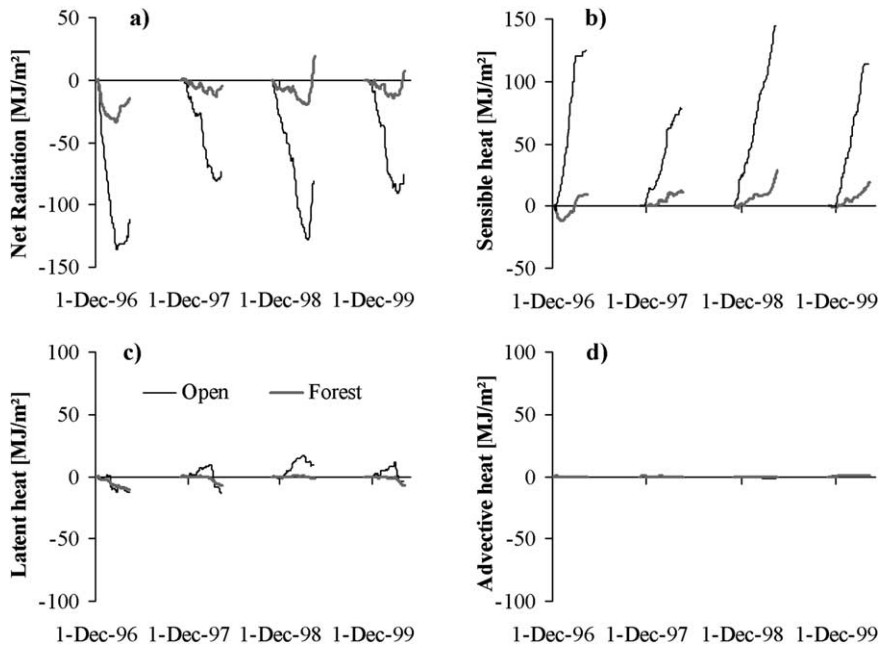 a)
Net Radiation [MJ/m²]
50
0
-50
-100
-150
1-Dec-96 1-Dec-97 1-Dec-98 1-Dec-99
b)
Sensible heat [MJ/m²]
150
100
50
0
-50
1-Dec-96 1-Dec-97 1-Dec-98 1-Dec-99
c)
Latent heat [MJ/m²]
100
50
0
-50
-100
Open Forest
1-Dec-96 1-Dec-97 1-Dec-98 1-Dec-99
d)
Advective heat [MJ/m²]
100
50
0
-50
-100
1-Dec-96 1-Dec-97 1-Dec-98 1-Dec-99